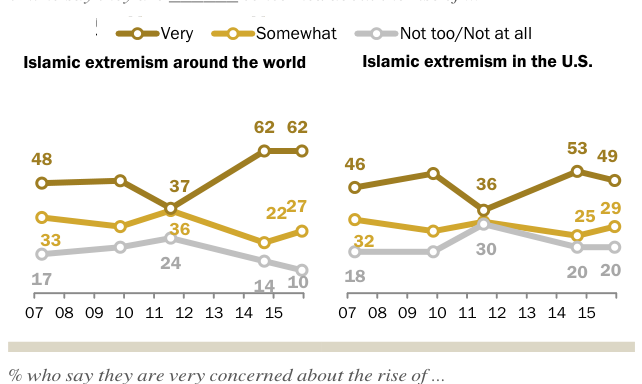 Very Somewhat Not too/Not at all
Islamic extremism around the world
Islamic extremism in the U.S.
48 37 62 62
33 36 22 27
17 24 14 10
07 08 09 10 11 12 13 14 15
46 36 53 49
32 25 29
18 30 20 20
07 08 09 10 11 12 13 14 15
% who say they are very concerned about the rise of ...